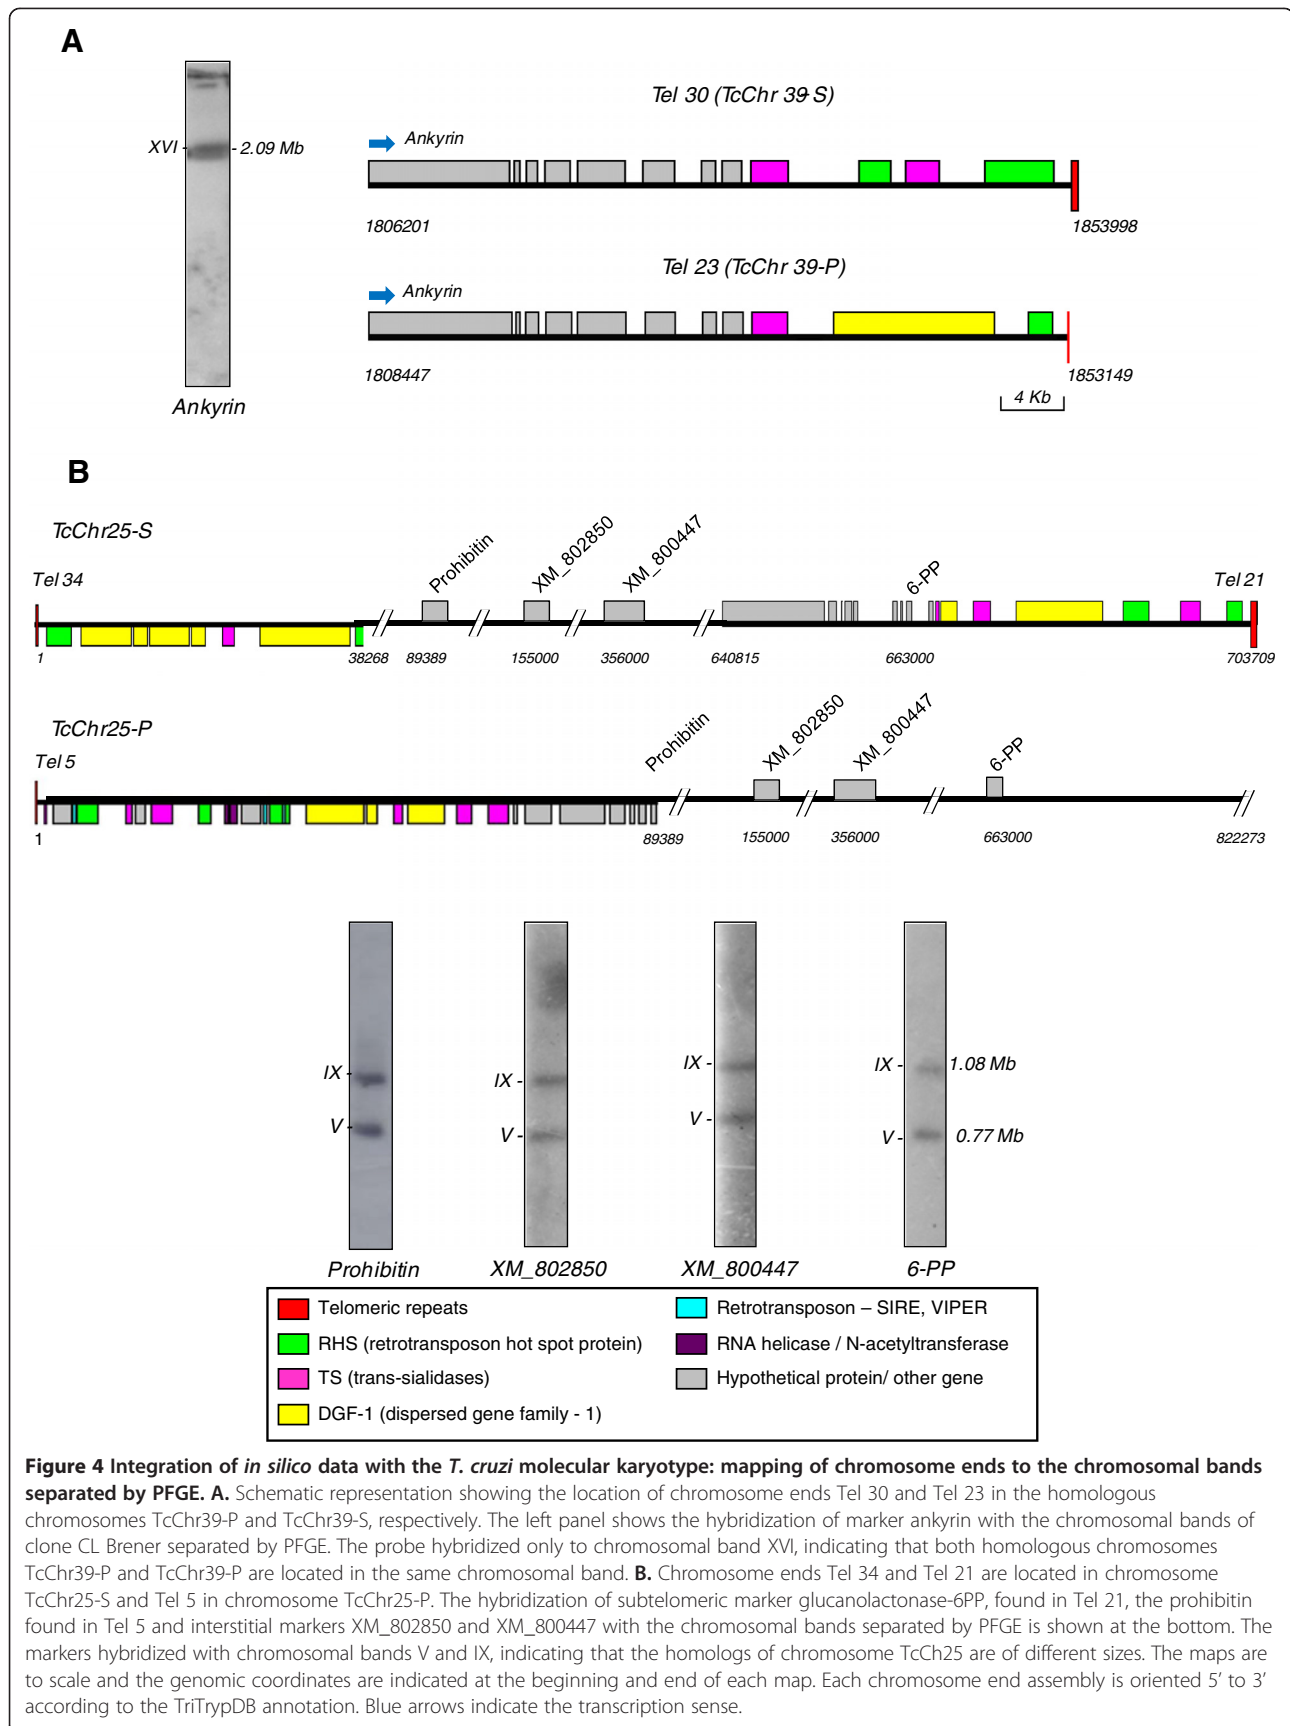 A
Tel 30 (TcChr 39-S)
XVI - - 2.09 Mb
Ankyrin
1806201 1853998
Tel 23 (TcChr 39-P)
Ankyrin
1808447 1853149
4 Kb
Ankyrin
B
TcChr25-S
Prohibitin XM_802850 XM_800447 6-PP
Tel 34 Tel 21
1 38268 89389 155000 356000 640815 663000 703709
TcChr25-P
Prohibitin XM_802850 XM_800447 6-PP
Tel 5
1 89389 155000 356000 663000 822273
IX - IX - IX - IX - 1.08 Mb
V - V - V - V - 0.77 Mb
Prohibitin XM_802850 XM_800447 6-PP
Telomeric repeats
RHS (retrotransposon hot spot protein)
TS (trans-sialidases)
DGF-1 (dispersed gene family - 1)
Retrotransposon – SIRE, VIPER
RNA helicase / N-acetyltransferase
Hypothetical protein/ other gene
Figure 4 Integration of in silico data with the T. cruzi molecular karyotype: mapping of chromosome ends to the chromosomal bands
separated by PFGE. A. Schematic representation showing the location of chromosome ends Tel 30 and Tel 23 in the homologous
chromosomes TcChr39-P and TcChr39-S, respectively. The left panel shows the hybridization of marker ankyrin with the chromosomal bands of
clone CL Brener separated by PFGE. The probe hybridized only to chromosomal band XVI, indicating that both homologous chromosomes
TcChr39-P and TcChr39-P are located in the same chromosomal band. B. Chromosome ends Tel 34 and Tel 21 are located in chromosome
TcChr25-S and Tel 5 in chromosome TcChr25-P. The hybridization of subtelomeric marker glucanolactonase-6PP, found in Tel 21, the prohibitin
found in Tel 5 and interstitial markers XM_802850 and XM_800447 with the chromosomal bands separated by PFGE is shown at the bottom. The
markers hybridized with chromosomal bands V and IX, indicating that the homologs of chromosome TcCh25 are of different sizes. The maps are
to scale and the genomic coordinates are indicated at the beginning and end of each map. Each chromosome end assembly is oriented 5’ to 3’
according to the TriTrypDB annotation. Blue arrows indicate the transcription sense.